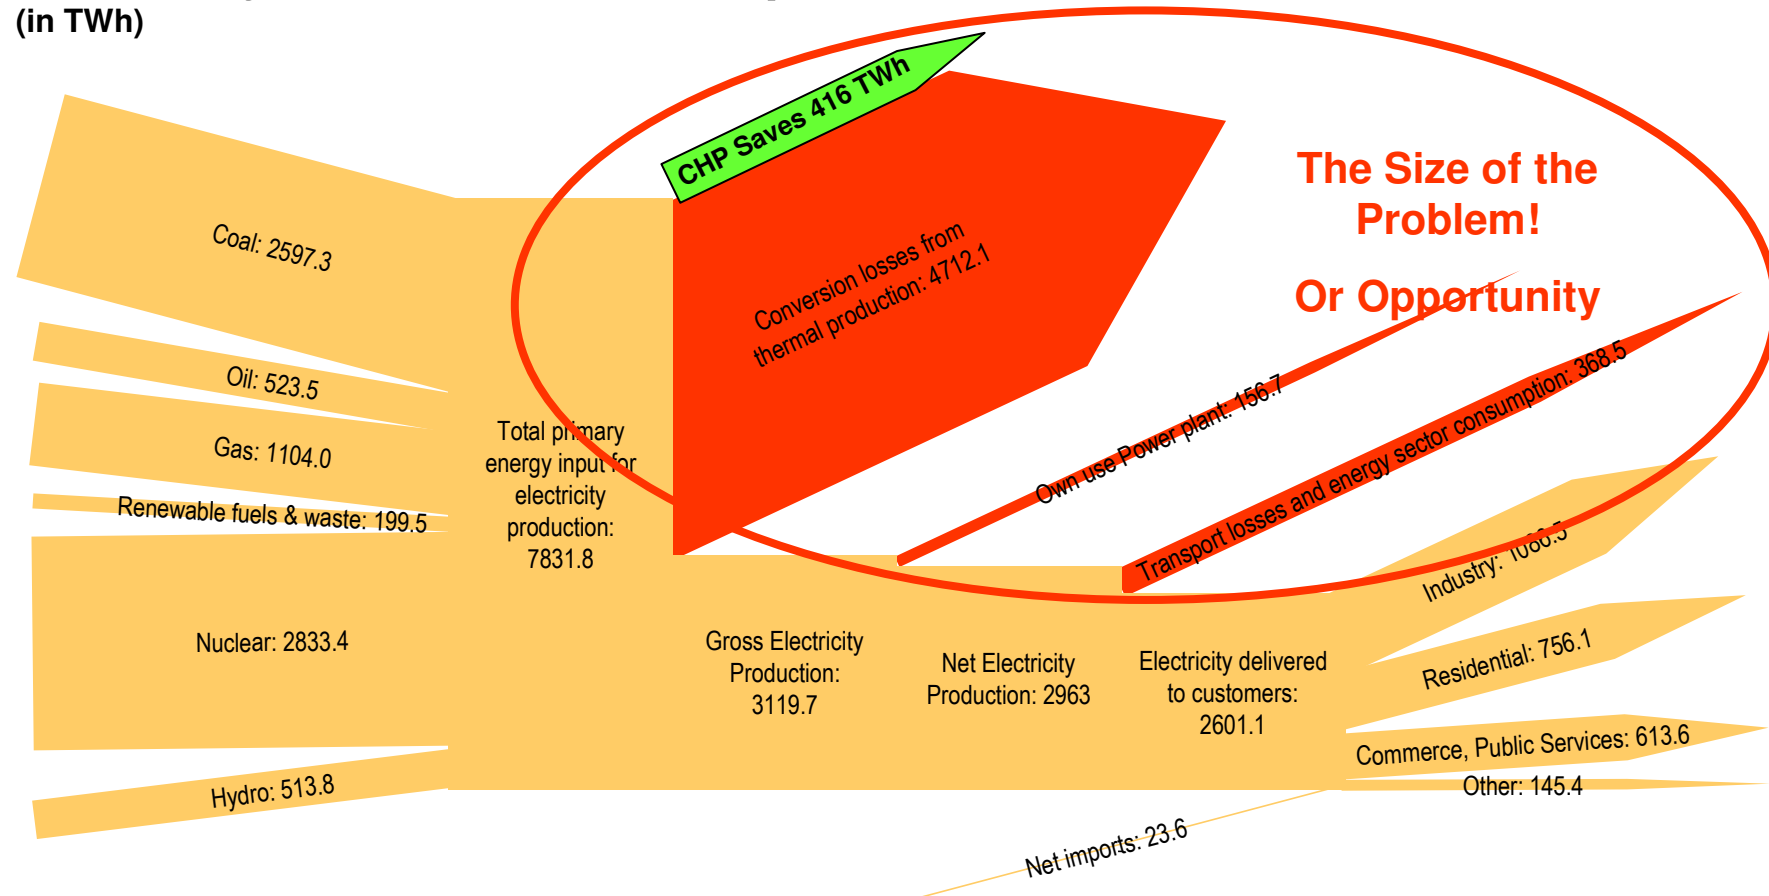 (in TWh)
CHP Saves 416 TWh
The Size of the
Problem!
Or Opportunity
Coal: 2597.3
Conversion losses from
thermal production: 4712.1
Oil: 523.5
Gas: 1104.0
Renewable fuels & waste: 199.5
Total primary
energy input for
electricity
production:
7831.8
Own use Power plant: 156.7
Transport losses and energy sector consumption: 368.5
Industry: 1086.5
Nuclear: 2833.4
Gross Electricity
Production:
3119.7
Net Electricity
Production: 2963
Electricity delivered
to customers:
2601.1
Residential: 756.1
Commerce, Public Services: 613.6
Other: 145.4
Hydro: 513.8
Net imports: 23.6